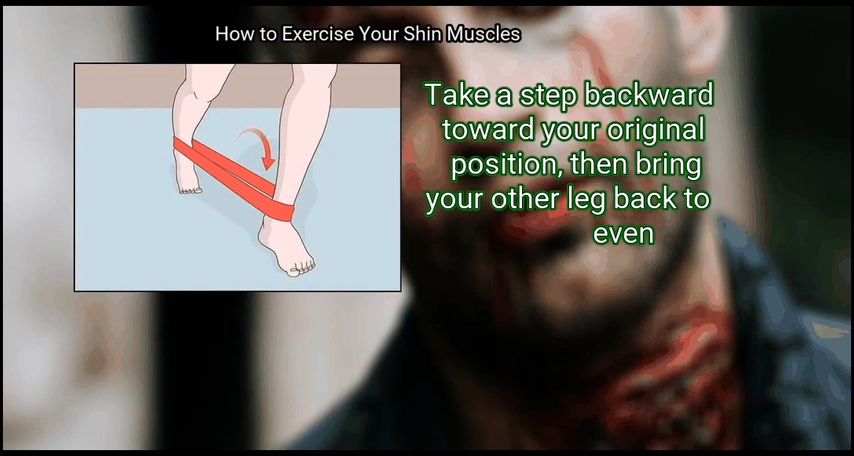 How to Exercise Your Shin Muscles
Take a step backward
toward your original
position, then bring
your other leg back to
even